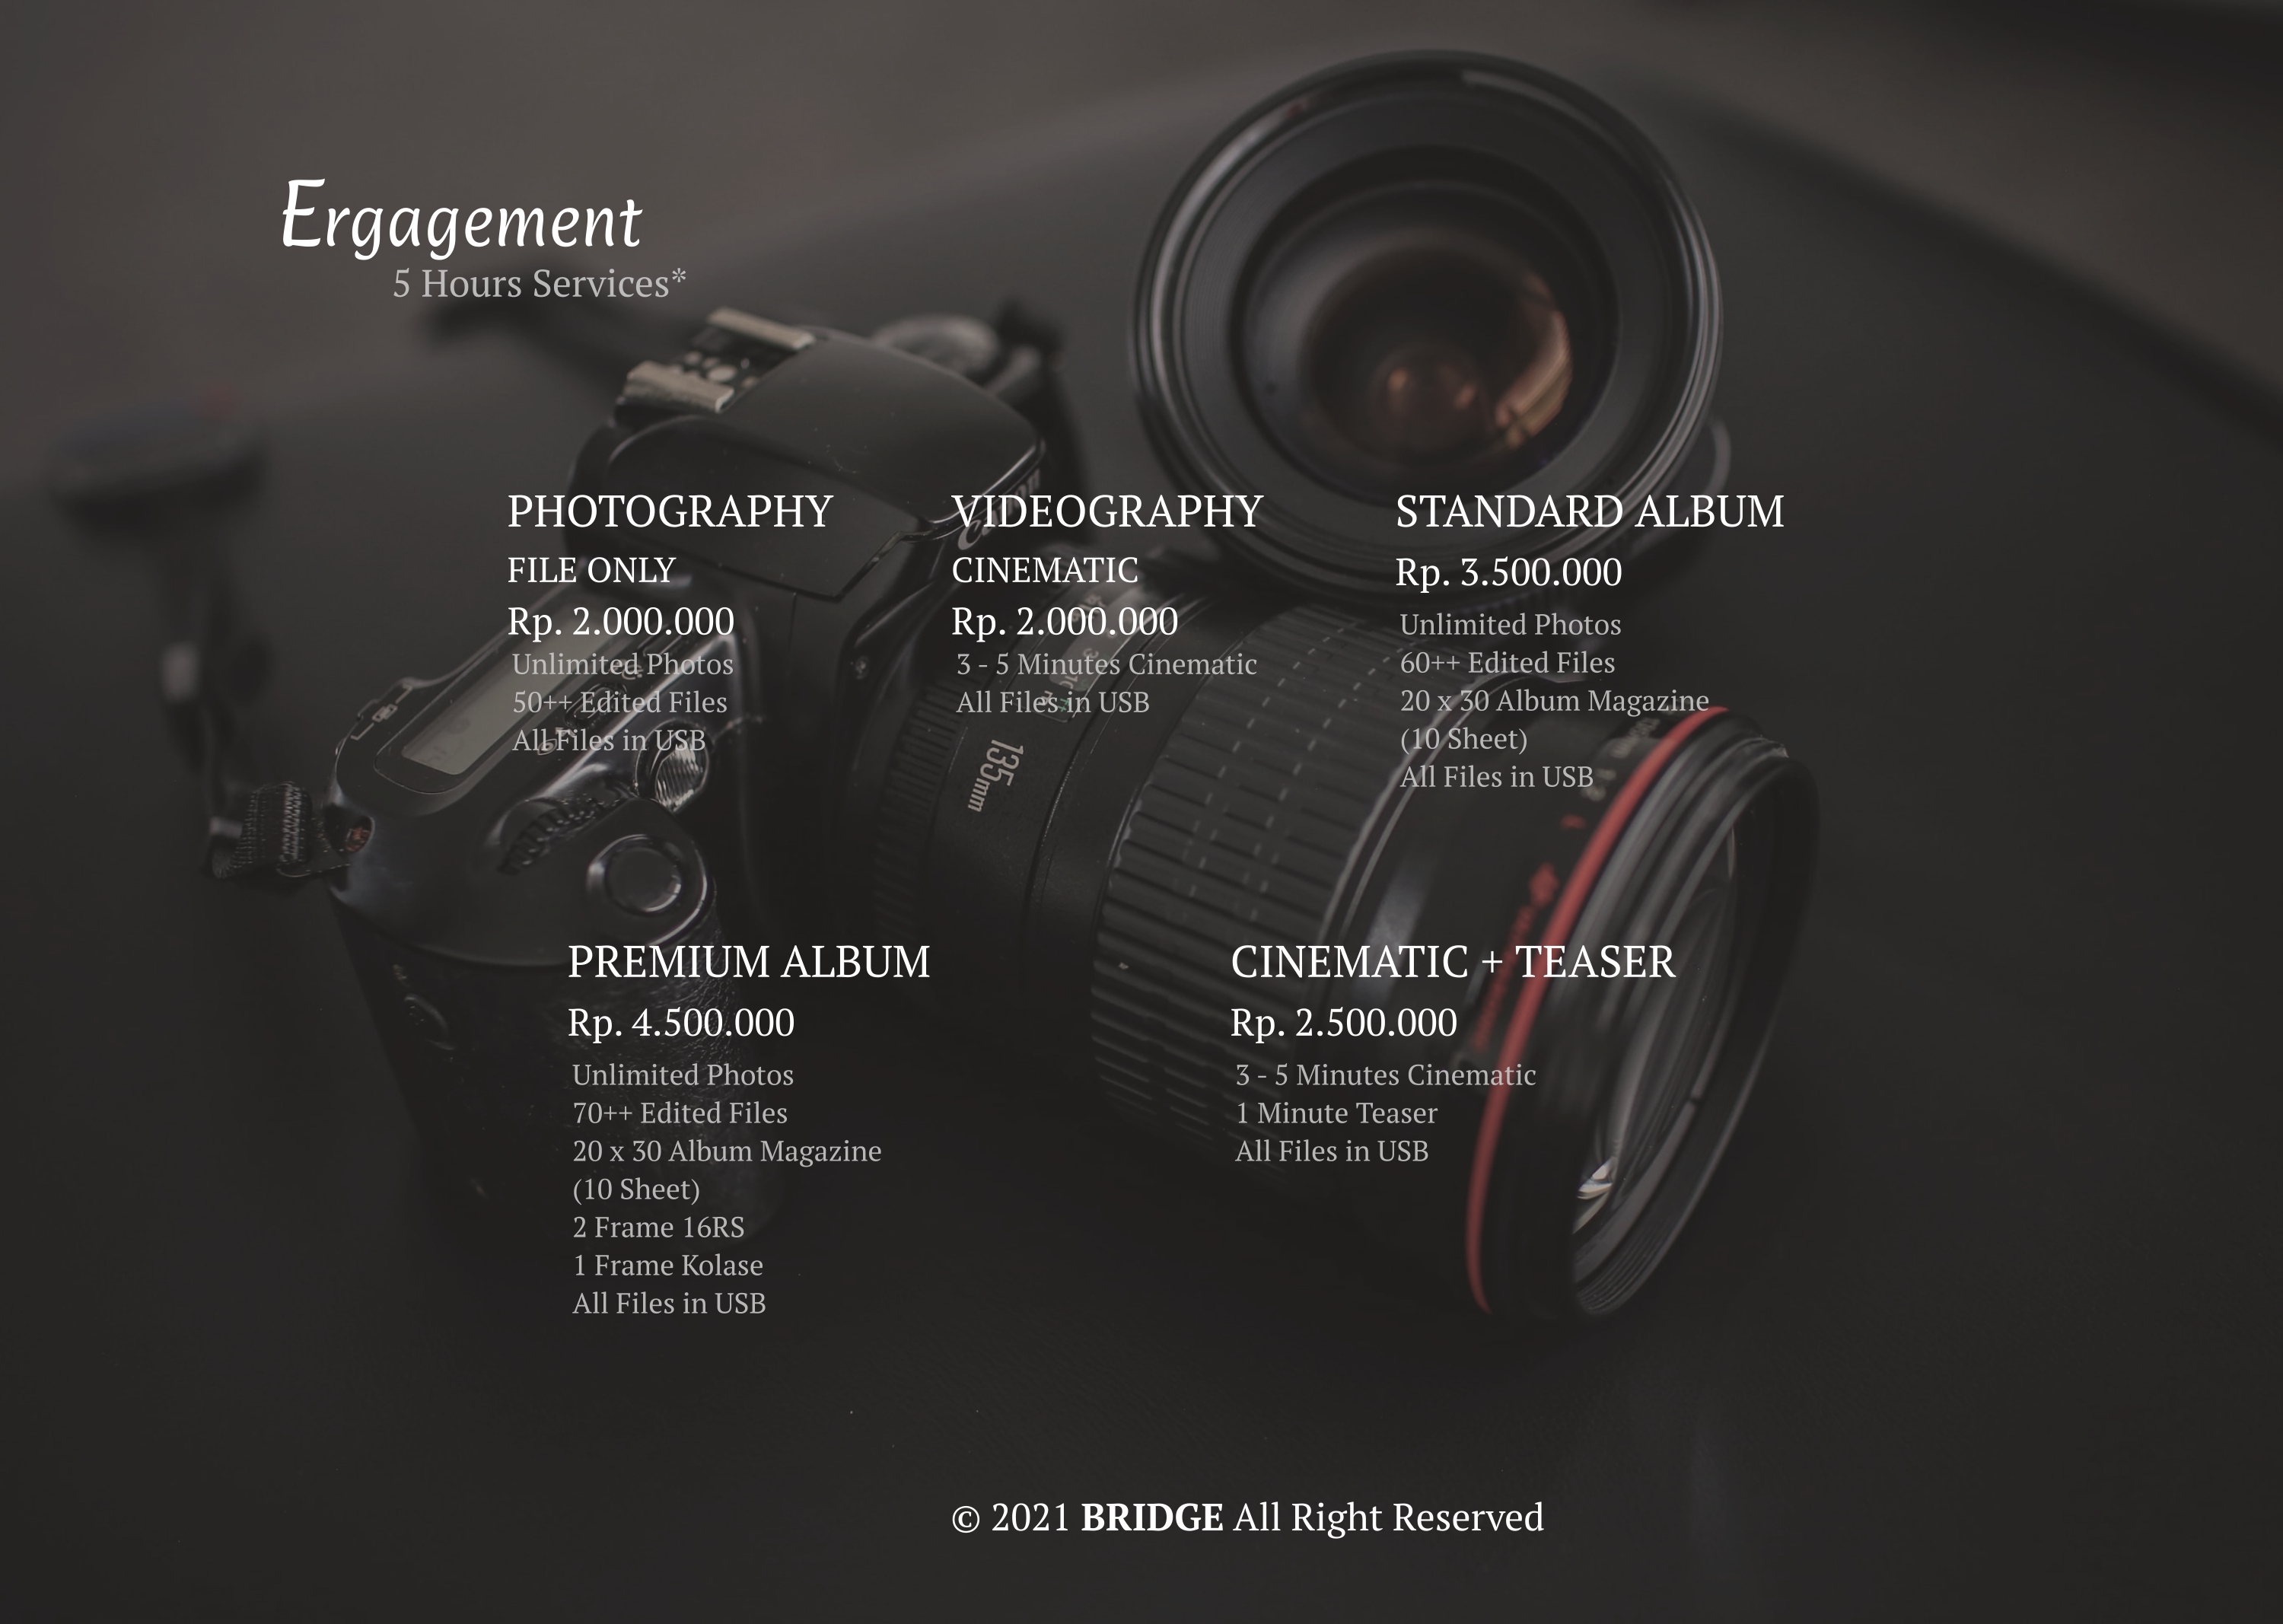 Ergagement
5 Hours Services*
PHOTOGRAPHY
FILE ONLY
Rp. 2.000.000
Unlimited Photos
50++ Edited Files
All Files in USB
VIDEOGRAPHY
CINEMATIC
Rp. 2.000.000
3 - 5 Minutes Cinematic
All Files in USB
STANDARD ALBUM
Rp. 3.500.000
Unlimited Photos
60++ Edited Files
20 x 30 Album Magazine
(10 Sheet)
All Files in USB
135mm
PREMIUM ALBUM
Rp. 4.500.000
Unlimited Photos
70++ Edited Files
20 x 30 Album Magazine
(10 Sheet)
2 Frame 16RS
1 Frame Kolase
All Files in USB
CINEMATIC + TEASER
Rp. 2.500.000
3 - 5 Minutes Cinematic
1 Minute Teaser
All Files in USB
© 2021 BRIDGE All Right Reserved